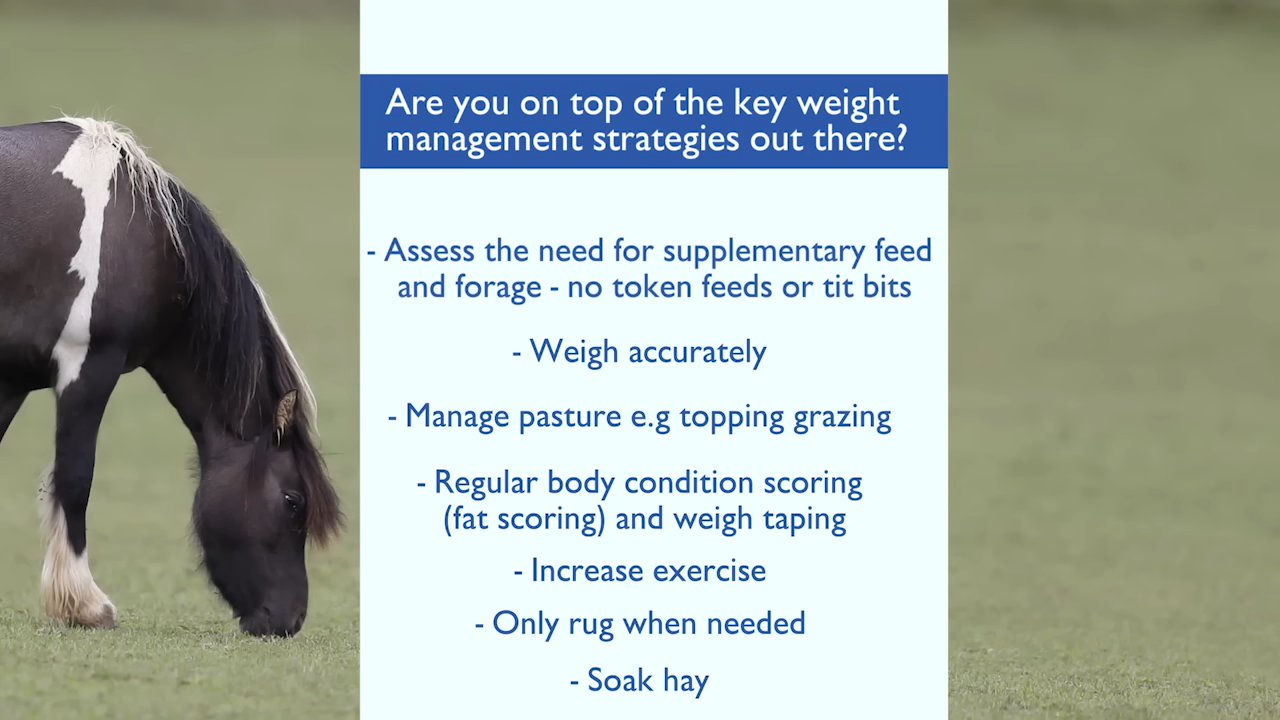 Are you on top of the key weight
management strategies out there?
- Assess the need for supplementary feed
and forage - no token feeds or tit bits
- Weigh accurately
- Manage pasture e.g topping grazing
- Regular body condition scoring
(fat scoring) and weigh taping
- Increase exercise
- Only rug when needed
- Soak hay